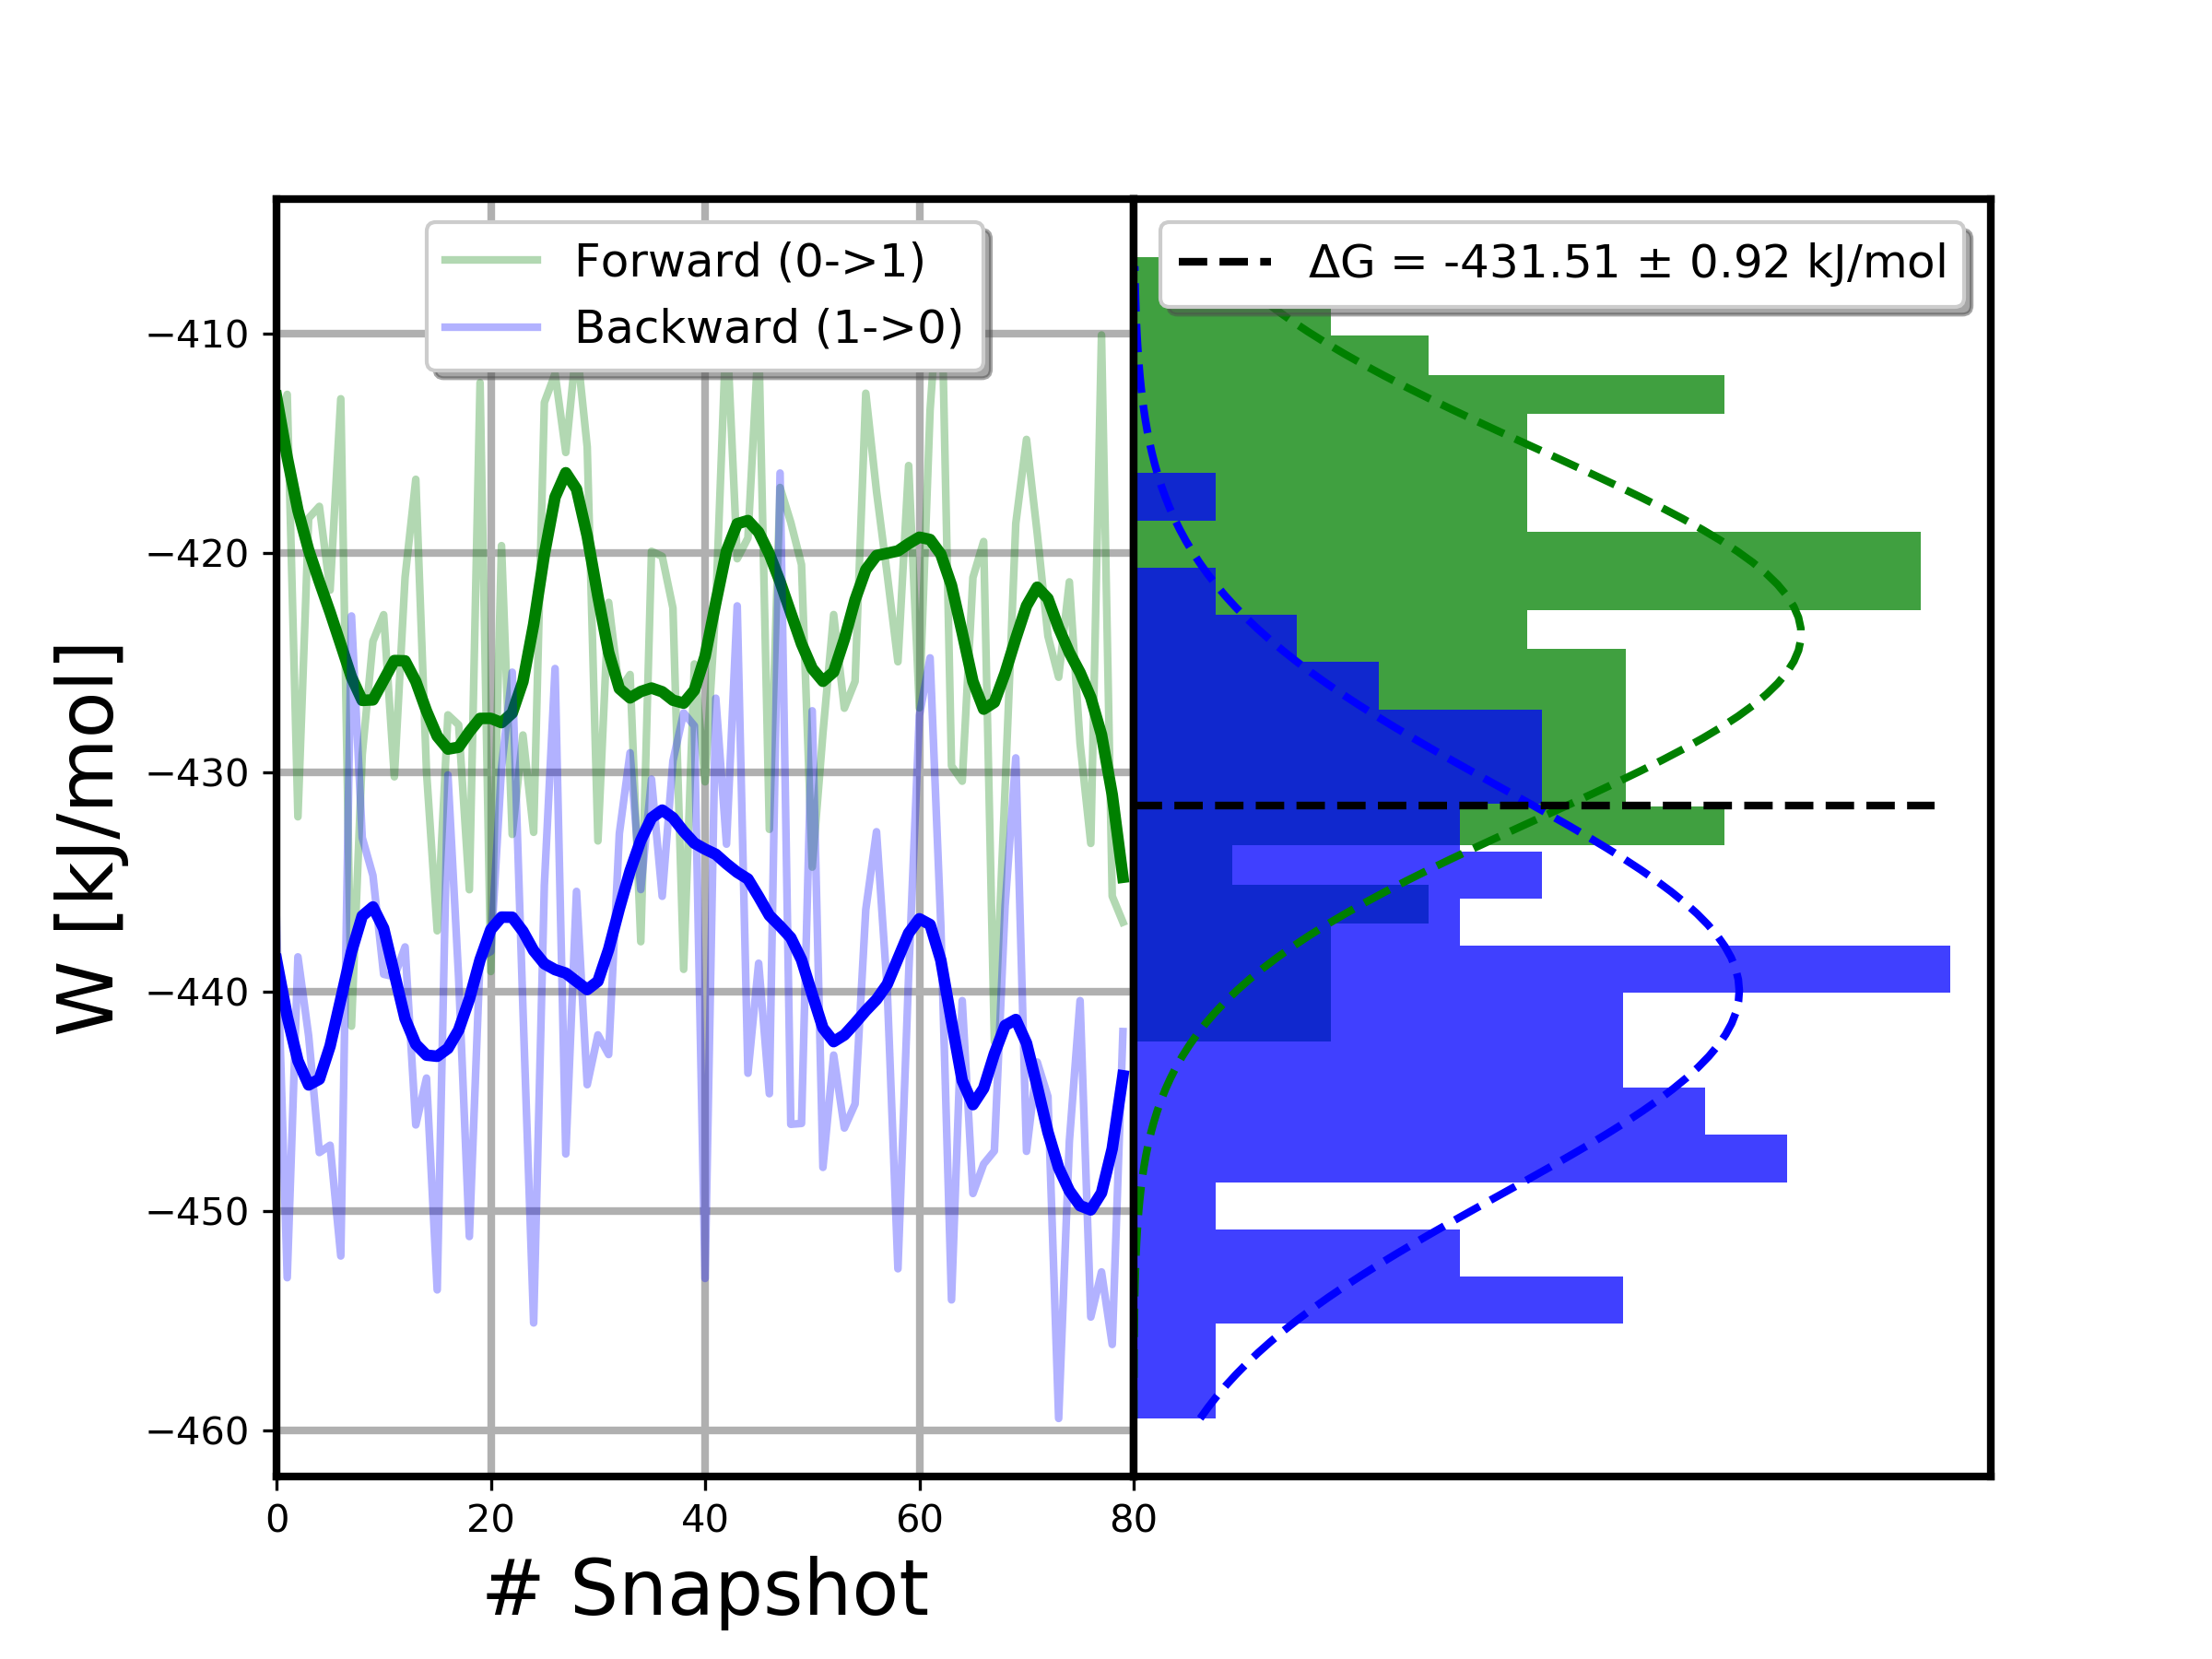 Forward (0->1)
Backward (1->0)
ΔG = -431.51 ± 0.92 kJ/mol
W [kJ/mol]
−410
−420
−430
−440
−450
−460
0 20 40 60 80
# Snapshot